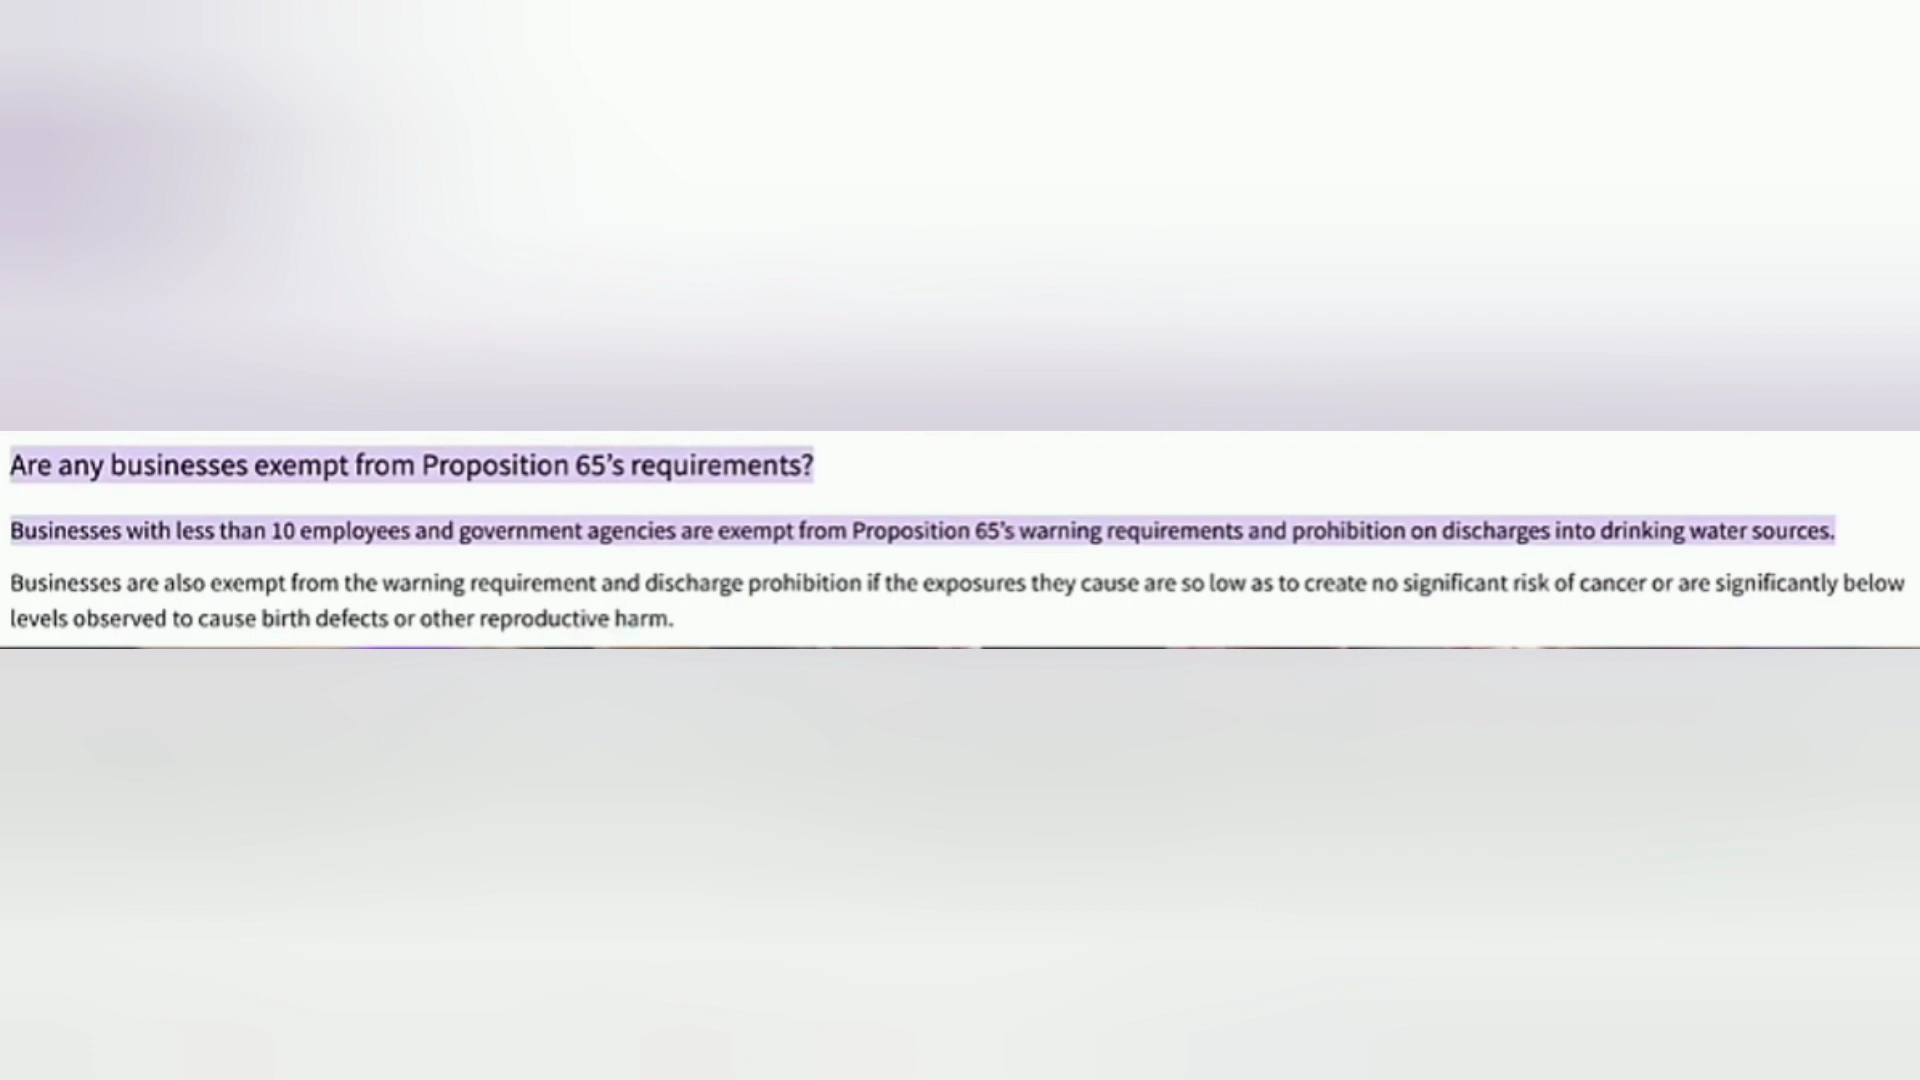 Are any businesses exempt from Proposition 65’s requirements?
Businesses with less than 10 employees and government agencies are exempt from Proposition 65’s warning requirements and prohibition on discharges into drinking water sources.
Businesses are also exempt from the warning requirement and discharge prohibition if the exposures they cause are so low as to create no significant risk of cancer or are significantly below
levels observed to cause birth defects or other reproductive harm.